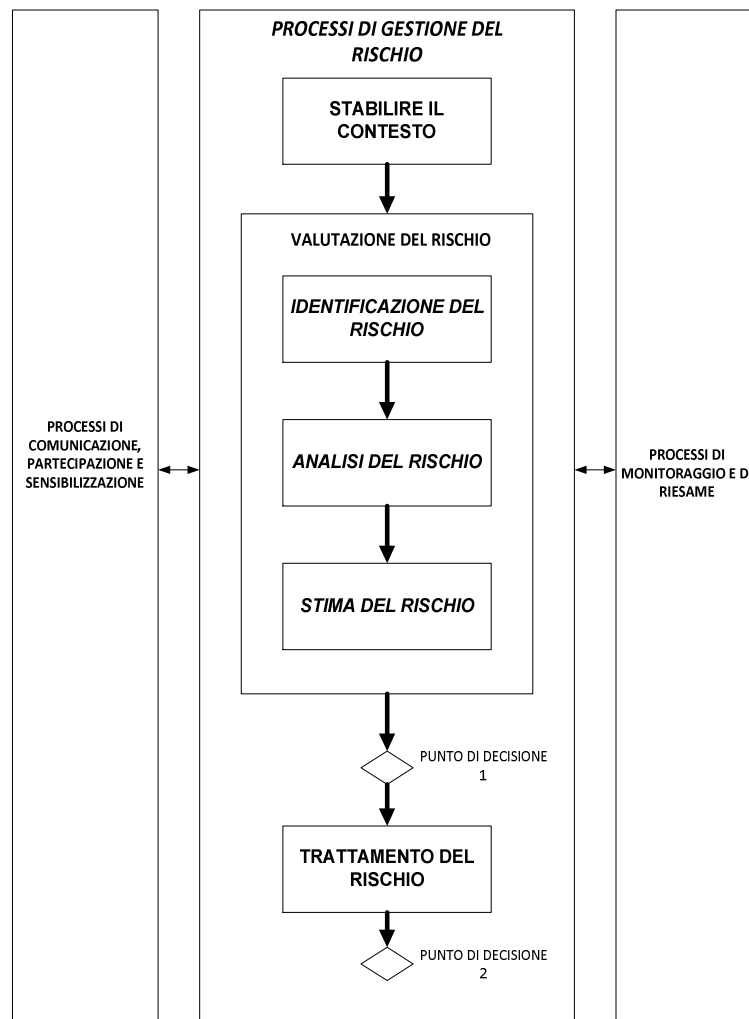 PROCESSI DI GESTIONE DEL
RISCHIO
STABILIRE IL
CONTESTO
VALUTAZIONE DEL RISCHIO
IDENTIFICAZIONE DEL
RISCHIO
PROCESSI DI
COMUNICAZIONE,
PARTECIPAZIONE E
SENSIBILIZZAZIONE
ANALISI DEL RISCHIO
PROCESSI DI
MONITORAGGIO E D
RIESAME
STIMA DEL RISCHIO
PUNTO DI DECISIONE
1
TRATTAMENTO DEL
RISCHIO
PUNTO DI DECISIONE
2